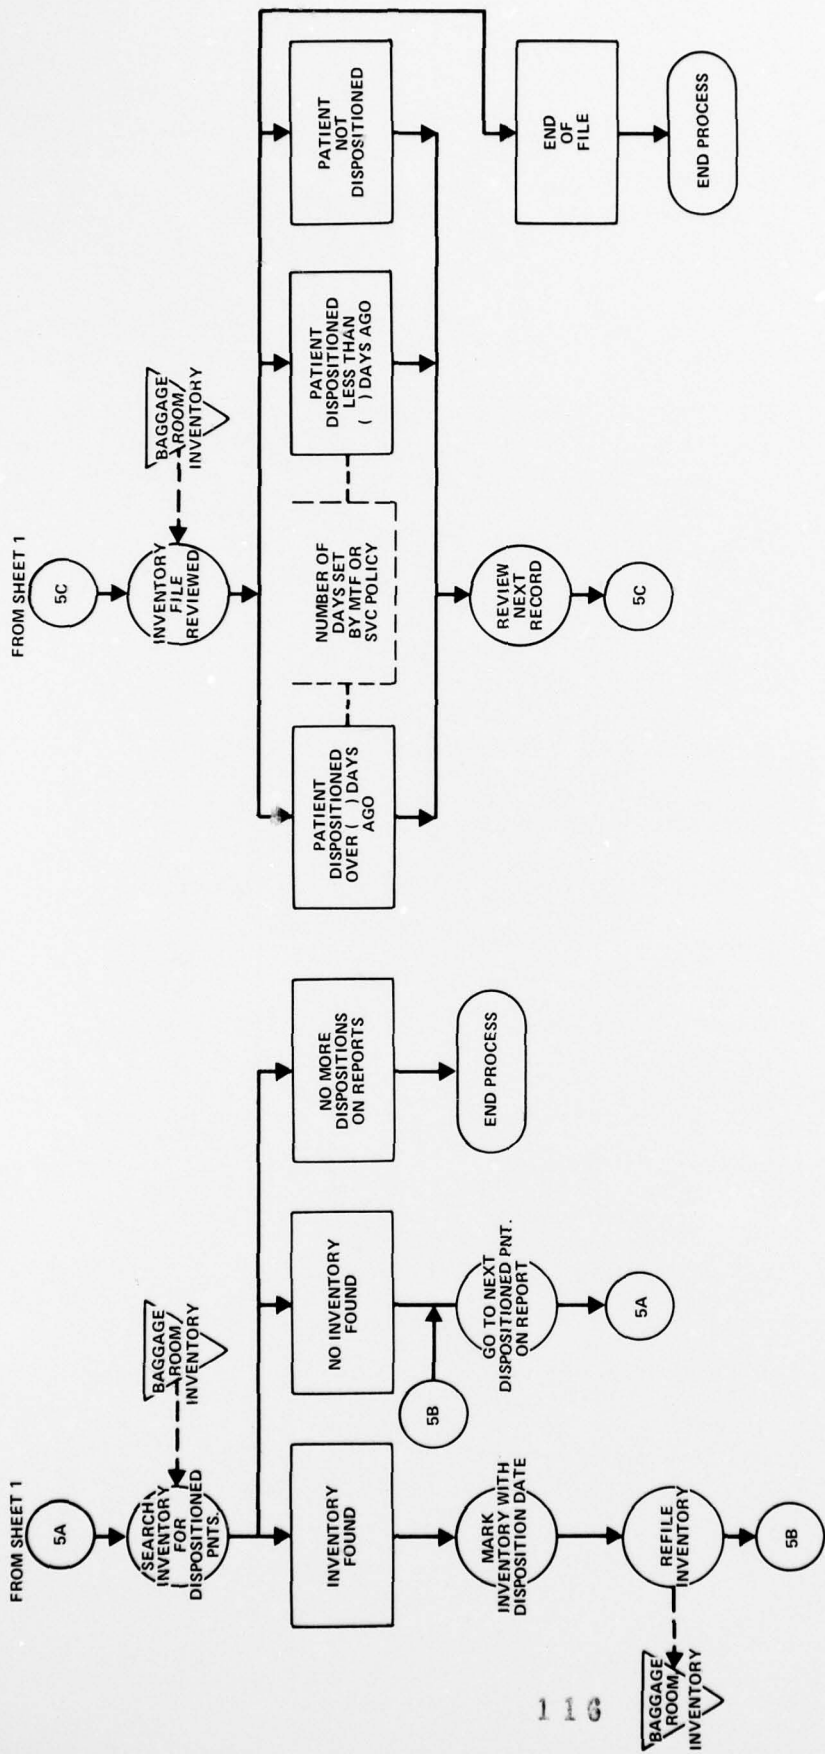 FROM SHEET 1
5A
SEARCH
INVENTORY
FOR
DISPOSITIONED
PNTS.
BAGGAGE
ROOM
INVENTORY
INVENTORY
FOUND
MARK
INVENTORY WITH
DISPOSITION DATE
REFILE
INVENTORY
BAGGAGE
ROOM
INVENTORY
5B
NO INVENTORY
FOUND
5B
GO TO NEXT
DISPOSITIONED PNT.
ON REPORT
5A
NO MORE
DISPOSITIONS
ON REPORTS
END PROCESS
FROM SHEET 1
5C
INVENTORY
FILE
REVIEWED
BAGGAGE
ROOM
INVENTORY
PATIENT
DISPOSITIONED
OVER ( ) DAYS
AGO
NUMBER OF
DAYS SET
BY MTF OR
SVC POLICY
PATIENT
DISPOSITIONED
LESS THAN
( ) DAYS AGO
PATIENT
NOT
DISPOSITIONED
REVIEW
NEXT
RECORD
5C
END
OF
FILE
END PROCESS
116